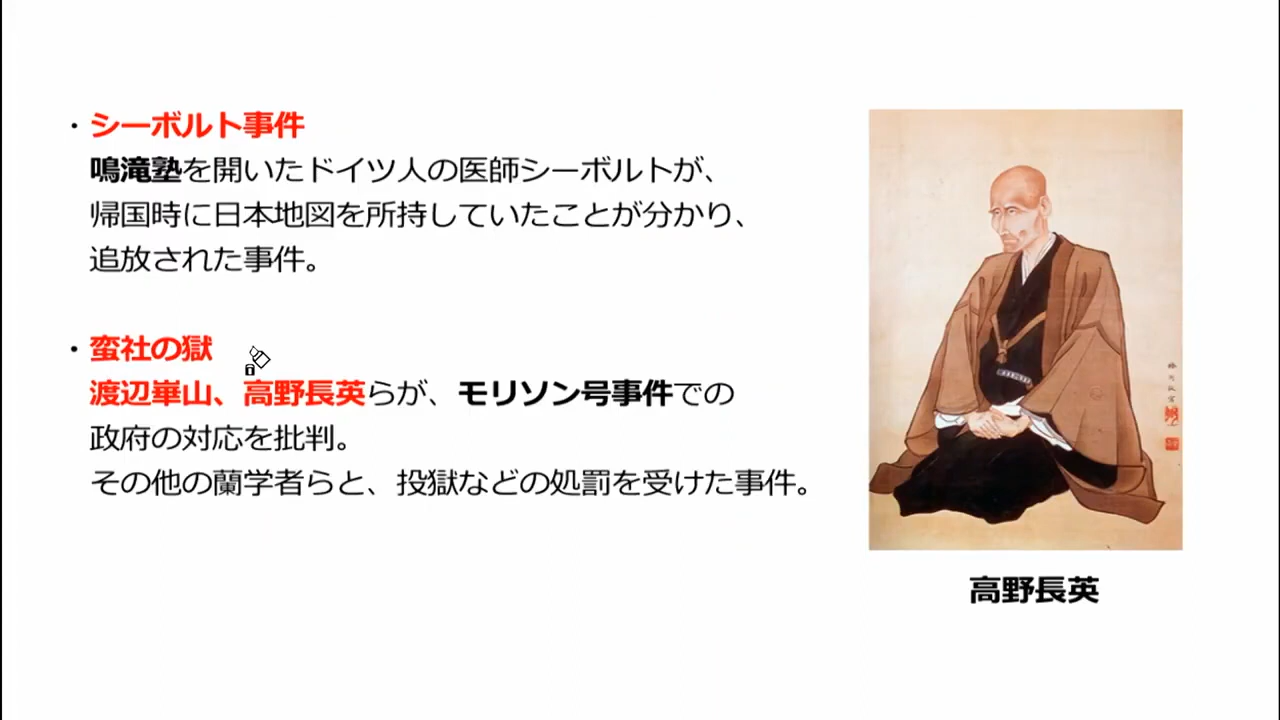 ・シーボルト事件
鳴滝塾を開いたドイツ人の医師シーボルトが、
帰国時に日本地図を所持していたことが分かり、
追放された事件。
・蛮社の獄
渡辺崋山、高野長英らが、モリソン号事件での
政府の対応を批判。
その他の蘭学者らと、投獄などの処罰を受けた事件。
高野長英